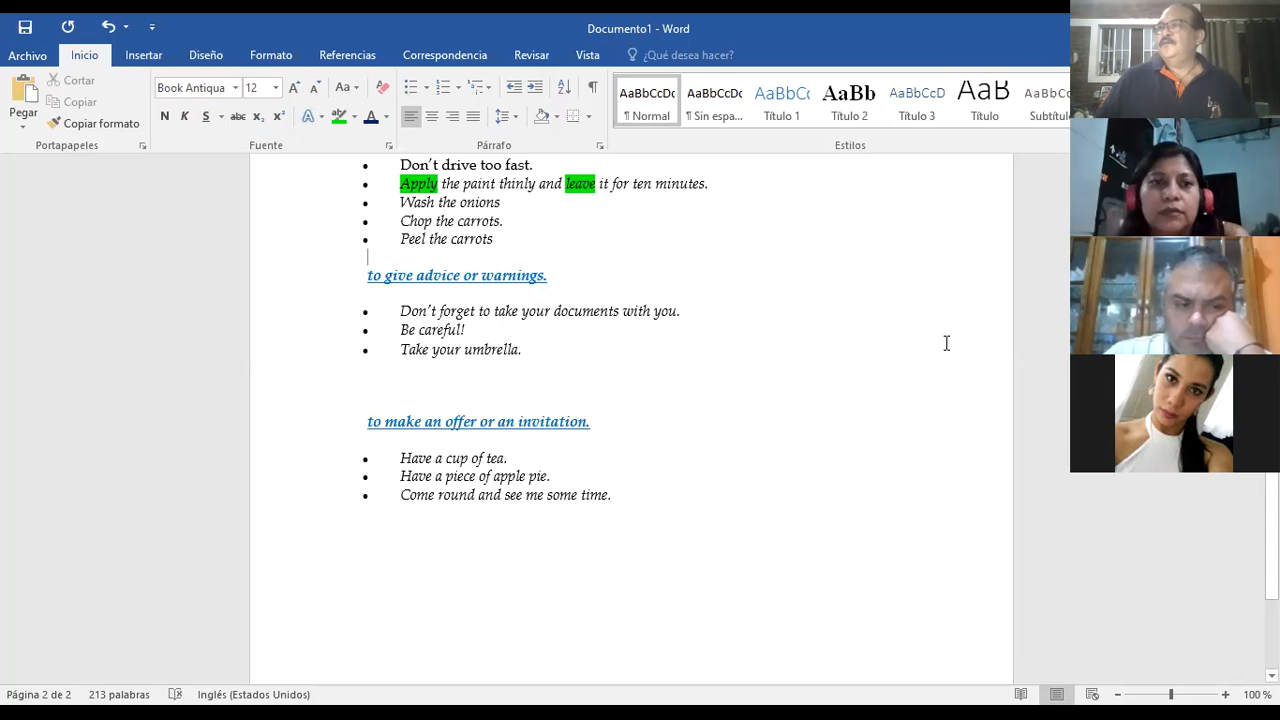 Documento1 - Word
Archivo Inicio Insertar Diseño Formato Referencias Correspondencia Revisar Vista ¿Qué desea hacer?
Pegar
Cortar
Copiar
Copiar formato
Portapapeles
Book Antiqua 12 Aa
N K S abc x₂ x²
A A
Fuente
Párrafo
AaBbCcDc AaBbCcDc AaBbCc AaBb AaBbCcD AaB AaBbCcD
¶ Normal ¶ Sin espa... Título 1 Título 2 Título 3 Título Subtítul
Estilos
• Don’t drive too fast.
• Apply the paint thinly and leave it for ten minutes.
• Wash the onions
• Chop the carrots.
• Peel the carrots
to give advice or warnings.
• Don’t forget to take your documents with you.
• Be careful!
• Take your umbrella.
to make an offer or an invitation.
• Have a cup of tea.
• Have a piece of apple pie.
• Come round and see me some time.
Página 2 de 2 213 palabras Inglés (Estados Unidos) 100 %